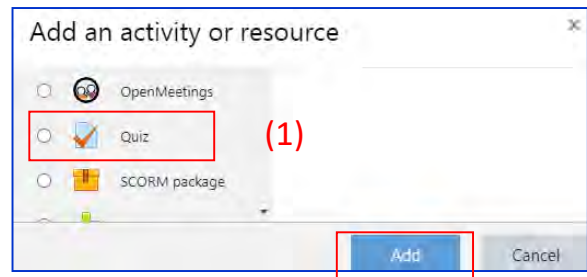 Add an activity or resource
OpenMeetings
Quiz
(1)
SCORM package
Add
Cancel